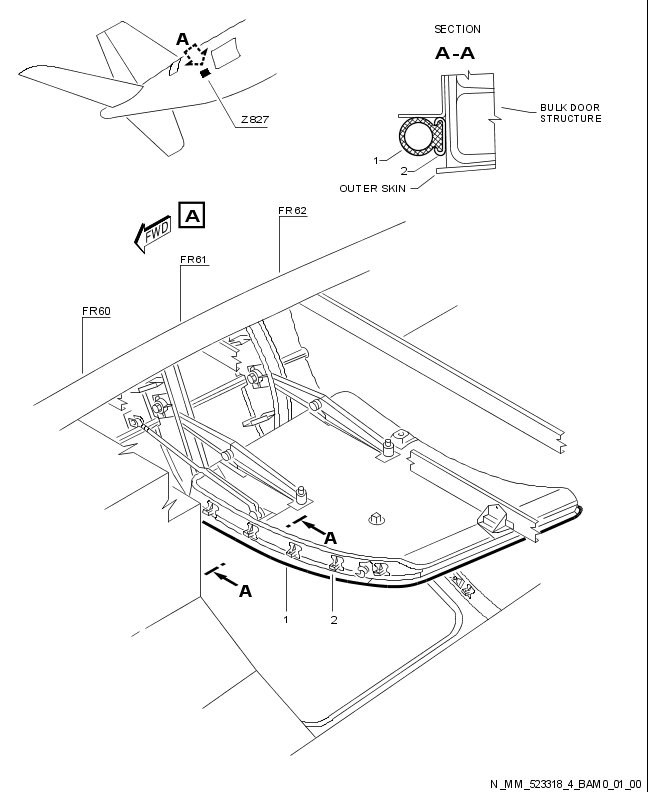 A
Z827
SECTION
A-A
BULK DOOR
STRUCTURE
1
2
OUTER SKIN
FWD
A
FR62
FR61
FR60
A
A
1
2
N_MM_523318_4_BAM0_01_00